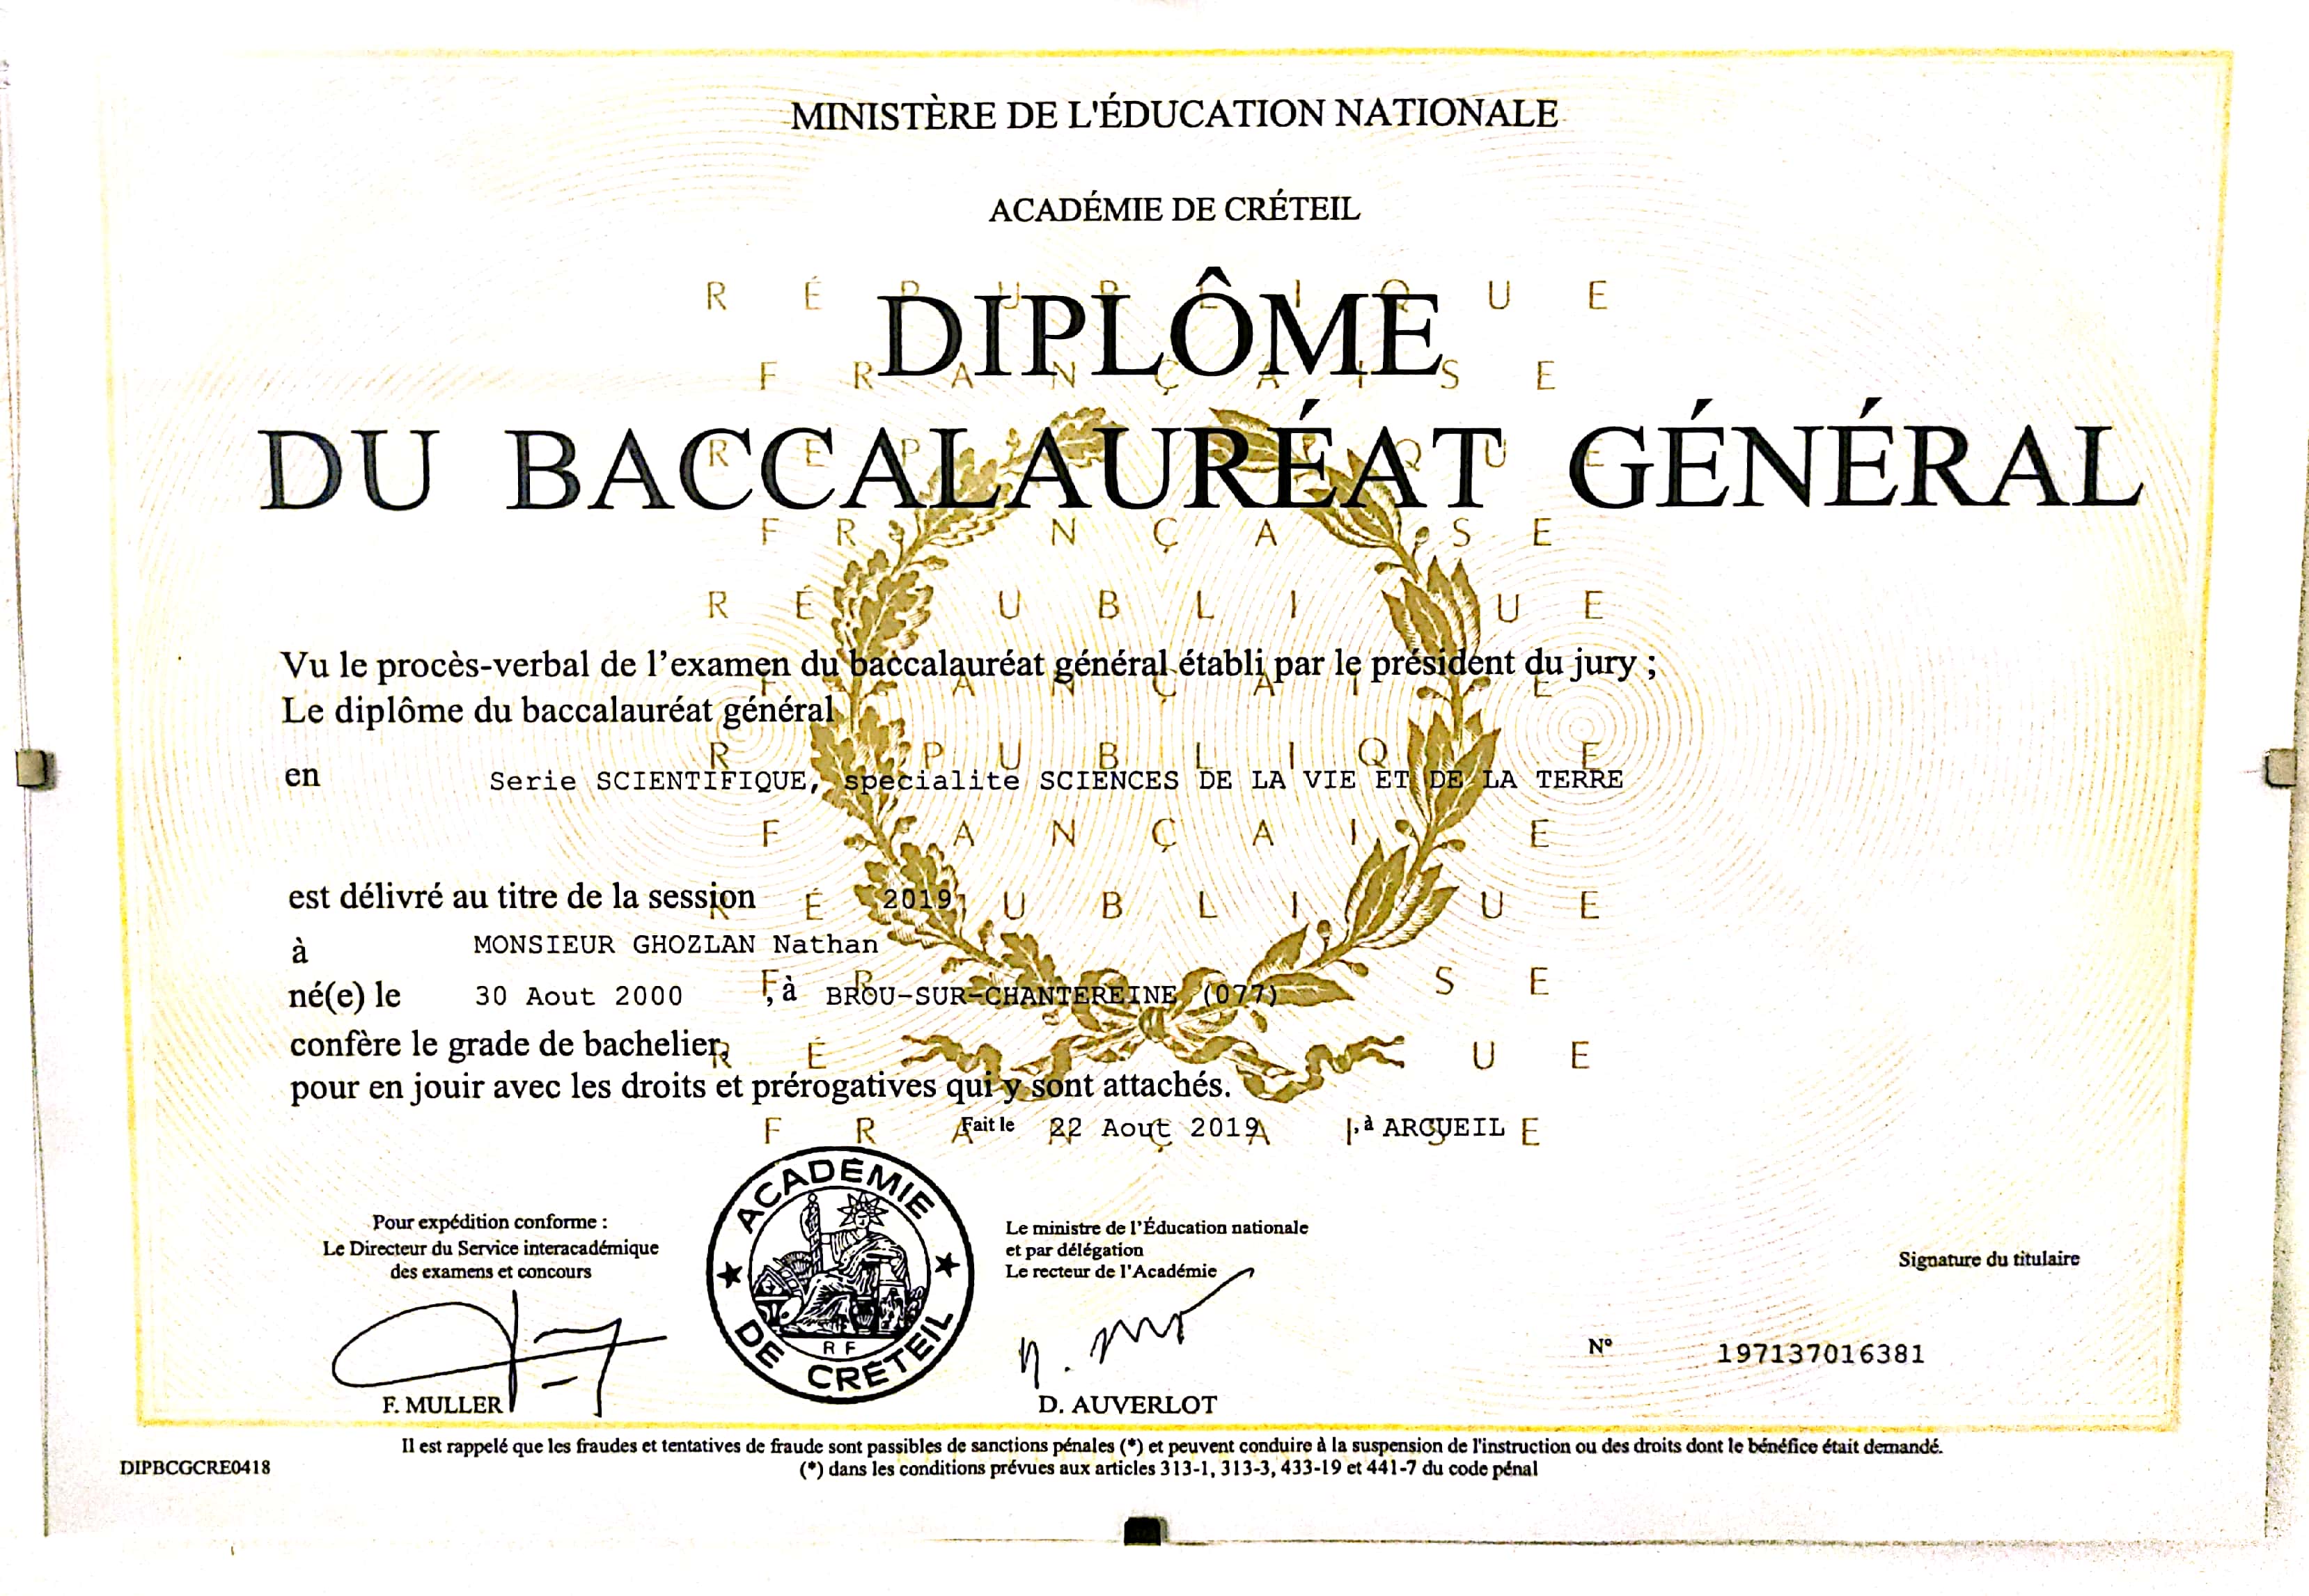 MINISTÈRE DE L'ÉDUCATION NATIONALE
ACADÉMIE DE CRÉTEIL
DIPLÔME
DU BACCALAURÉAT GÉNÉRAL
RÉPUBLIQUE
FRANÇAISE
Vu le procès-verbal de l’examen du baccalauréat général établi par le président du jury ;
Le diplôme du baccalauréat général
en Serie SCIENTIFIQUE, specialite SCIENCES DE LA VIE ET DE LA TERRE
est délivré au titre de la session 2019
à MONSIEUR GHOZLAN Nathan
né(e) le 30 Aout 2000 , à BROU-SUR-CHANTEREINE (077)
confère le grade de bachelier,
pour en jouir avec les droits et prérogatives qui y sont attachés.
Fait le 22 Aout 2019 , à ARCUEIL
Pour expédition conforme :
Le Directeur du Service interacadémique
des examens et concours
F. MULLER
ACADÉMIE DE CRÉTEIL
RF
Le ministre de l’Éducation nationale
et par délégation
Le recteur de l’Académie
D. AUVERLOT
Signature du titulaire
N° 197137016381
Il est rappelé que les fraudes et tentatives de fraude sont passibles de sanctions pénales (*) et peuvent conduire à la suspension de l'instruction ou des droits dont le bénéfice était demandé.
(*) dans les conditions prévues aux articles 313-1, 313-3, 433-19 et 441-7 du code pénal
DIPBCGCRE0418